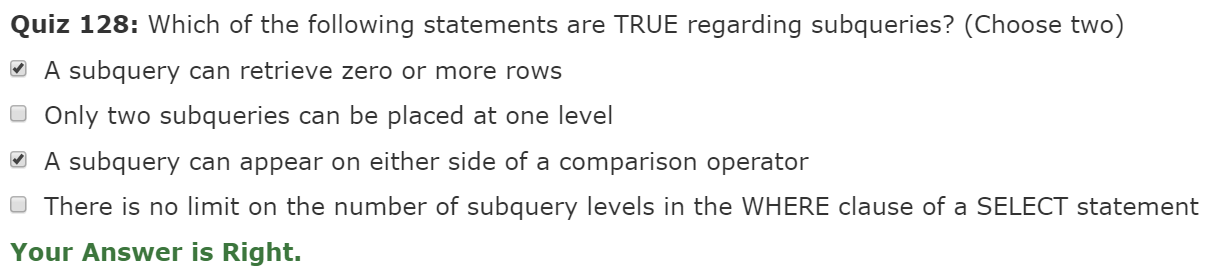 Quiz 128: Which of the following statements are TRUE regarding subqueries? (Choose two)
A subquery can retrieve zero or more rows
Only two subqueries can be placed at one level
A subquery can appear on either side of a comparison operator
There is no limit on the number of subquery levels in the WHERE clause of a SELECT statement
Your Answer is Right.